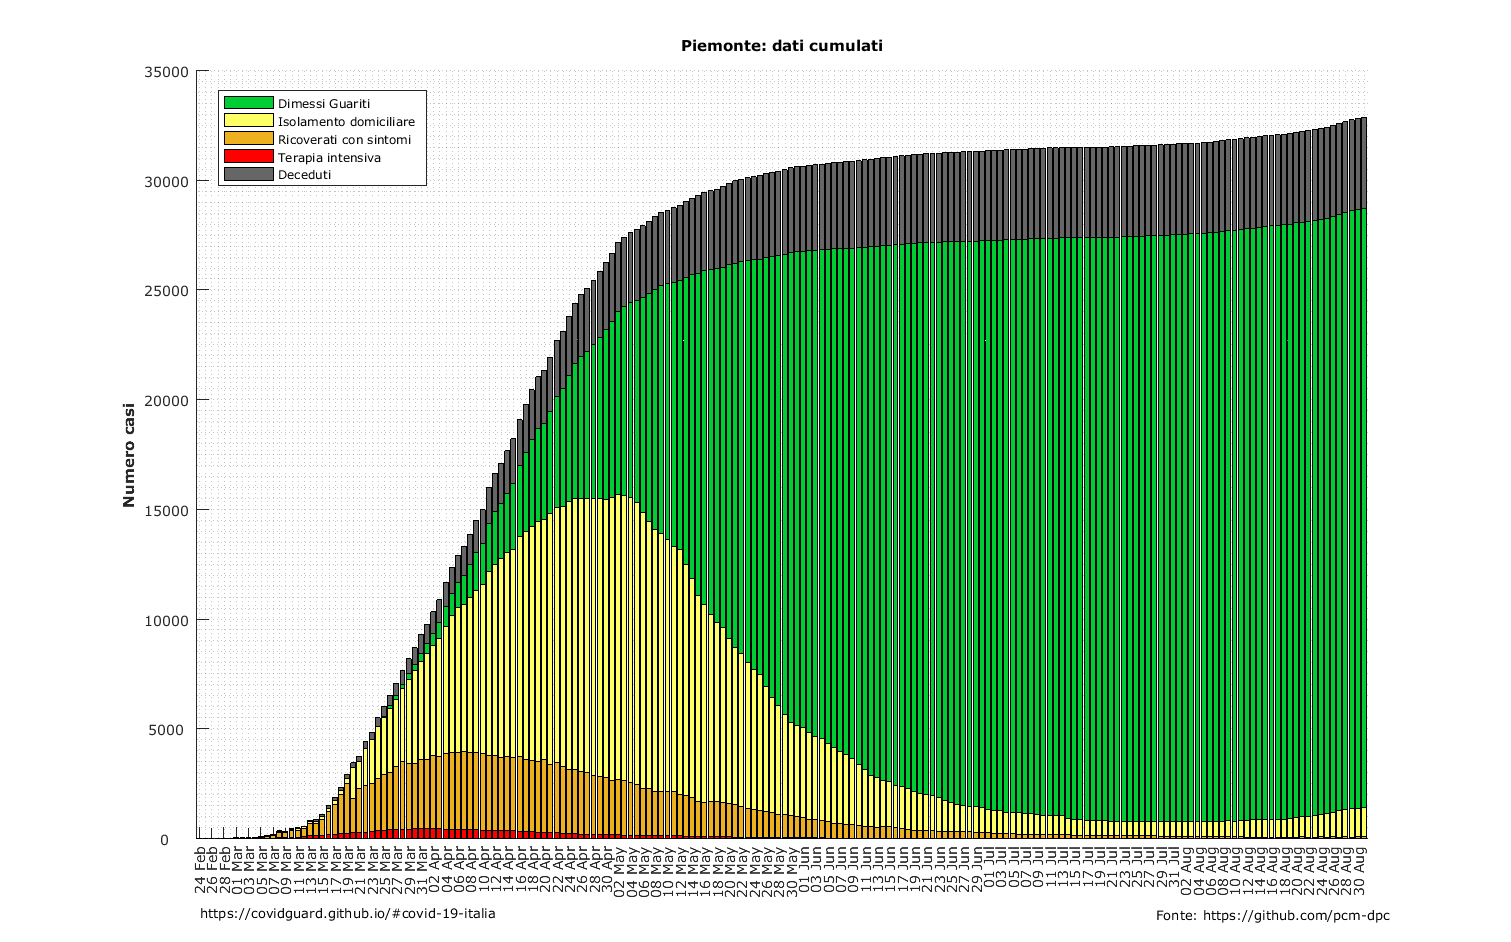 Piemonte: dati cumulati
35000
30000
25000
20000
15000
10000
5000
0
Numero casi
Dimessi Guariti
Isolamento domiciliare
Ricoverati con sintomi
Terapia intensiva
Deceduti
24 Feb
26 Feb
28 Feb
01 Mar
03 Mar
05 Mar
07 Mar
09 Mar
11 Mar
13 Mar
15 Mar
17 Mar
19 Mar
21 Mar
23 Mar
25 Mar
27 Mar
29 Mar
31 Mar
02 Apr
04 Apr
06 Apr
08 Apr
10 Apr
12 Apr
14 Apr
16 Apr
18 Apr
20 Apr
22 Apr
24 Apr
26 Apr
28 Apr
30 Apr
02 May
04 May
06 May
08 May
10 May
12 May
14 May
16 May
18 May
20 May
22 May
24 May
26 May
28 May
30 May
01 Jun
03 Jun
05 Jun
07 Jun
09 Jun
11 Jun
13 Jun
15 Jun
17 Jun
19 Jun
21 Jun
23 Jun
25 Jun
27 Jun
29 Jun
01 Jul
03 Jul
05 Jul
07 Jul
09 Jul
11 Jul
13 Jul
15 Jul
17 Jul
19 Jul
21 Jul
23 Jul
25 Jul
27 Jul
29 Jul
31 Jul
02 Aug
04 Aug
06 Aug
08 Aug
10 Aug
12 Aug
14 Aug
16 Aug
18 Aug
20 Aug
22 Aug
24 Aug
26 Aug
28 Aug
30 Aug
https://covidguard.github.io/#covid-19-italia
Fonte: https://github.com/pcm-dpc